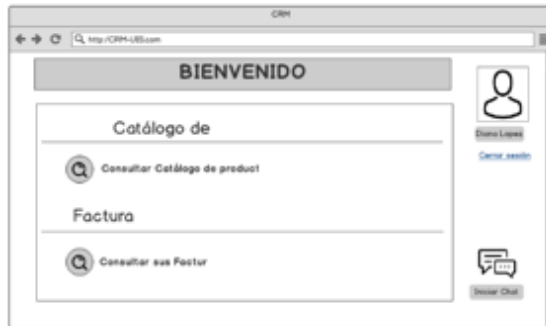 CRM
http://CRM-UIS.com
BIENVENIDO
Catálogo de
Consultar Catálogo de product
Factura
Consultar sus Factur
Diana Lopez
Cerrar sesión
Iniciar Chat